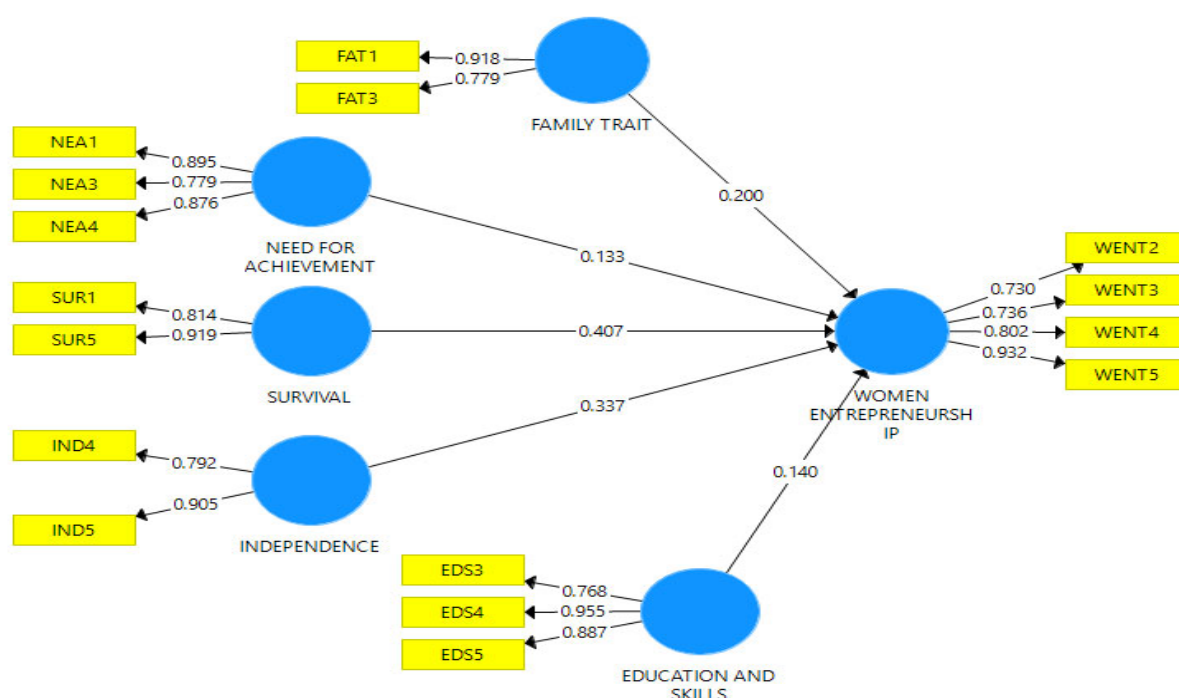 FAT1
0.918
FAT3
0.779
FAMILY TRAIT
NEA1
0.895
NEA3
0.779
NEA4
0.876
NEED FOR
ACHIEVEMENT
0.200
0.133
SUR1
0.814
SUR5
0.919
SURVIVAL
0.407
WENT2
0.730
WENT3
0.736
WENT4
0.802
WENT5
0.932
WOMEN
ENTREPRENEURSH
IP
IND4
0.792
IND5
0.905
INDEPENDENCE
0.337
0.140
EDS3
0.768
EDS4
0.955
EDS5
0.887
EDUCATION AND
SKILLS